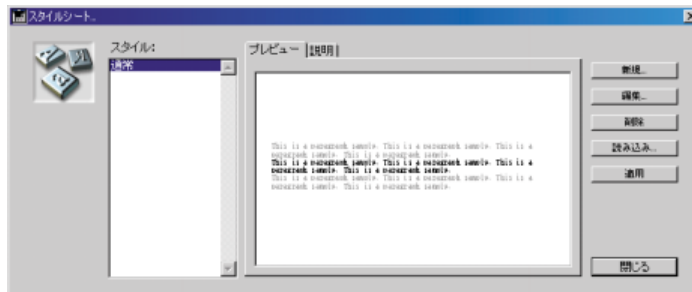 スタイルシート.
スタイル:
通常
プレビュー
説明
This is a paragraph sample. This is a paragraph sample. This is a
paragraph sample. This is a paragraph sample.
This is a paragraph sample. This is a paragraph sample. This is a
paragraph sample. This is a paragraph sample.
This is a paragraph sample. This is a paragraph sample. This is a
paragraph sample. This is a paragraph sample.
新規...
編集...
削除
読み込み...
適用
閉じる